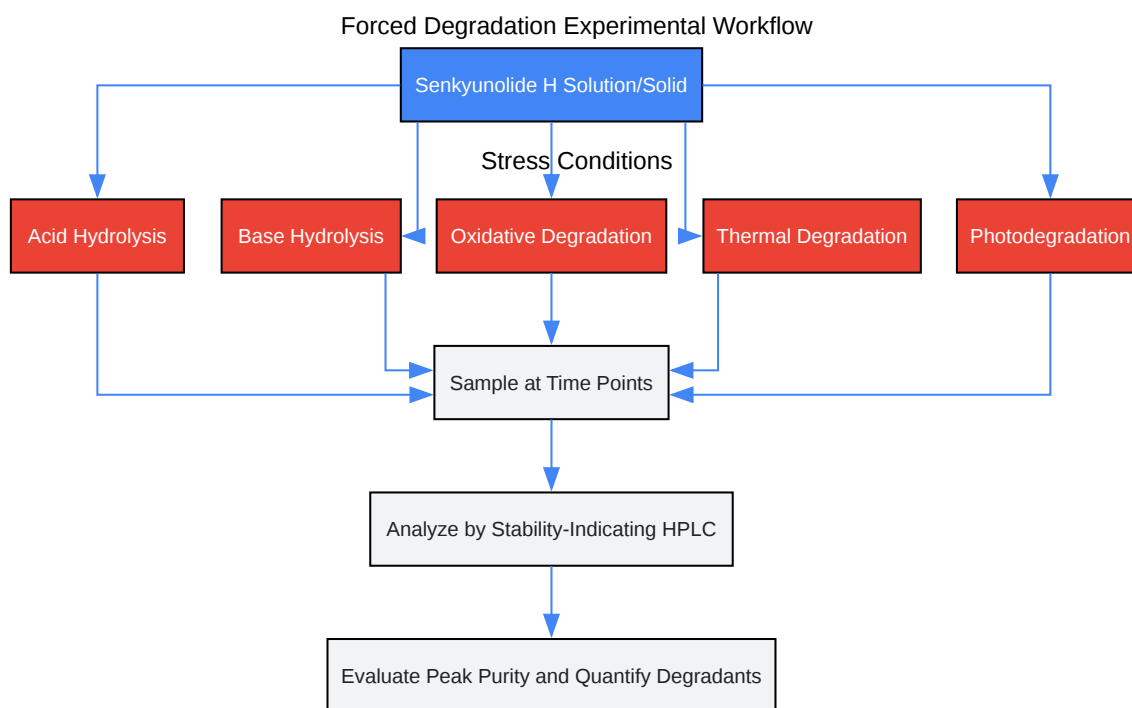 Forced Degradation Experimental Workflow
Senkyunolide H Solution/Solid
Stress Conditions
Acid Hydrolysis
Base Hydrolysis
Oxidative Degradation
Thermal Degradation
Photodegradation
Sample at Time Points
Analyze by Stability-Indicating HPLC
Evaluate Peak Purity and Quantify Degradants